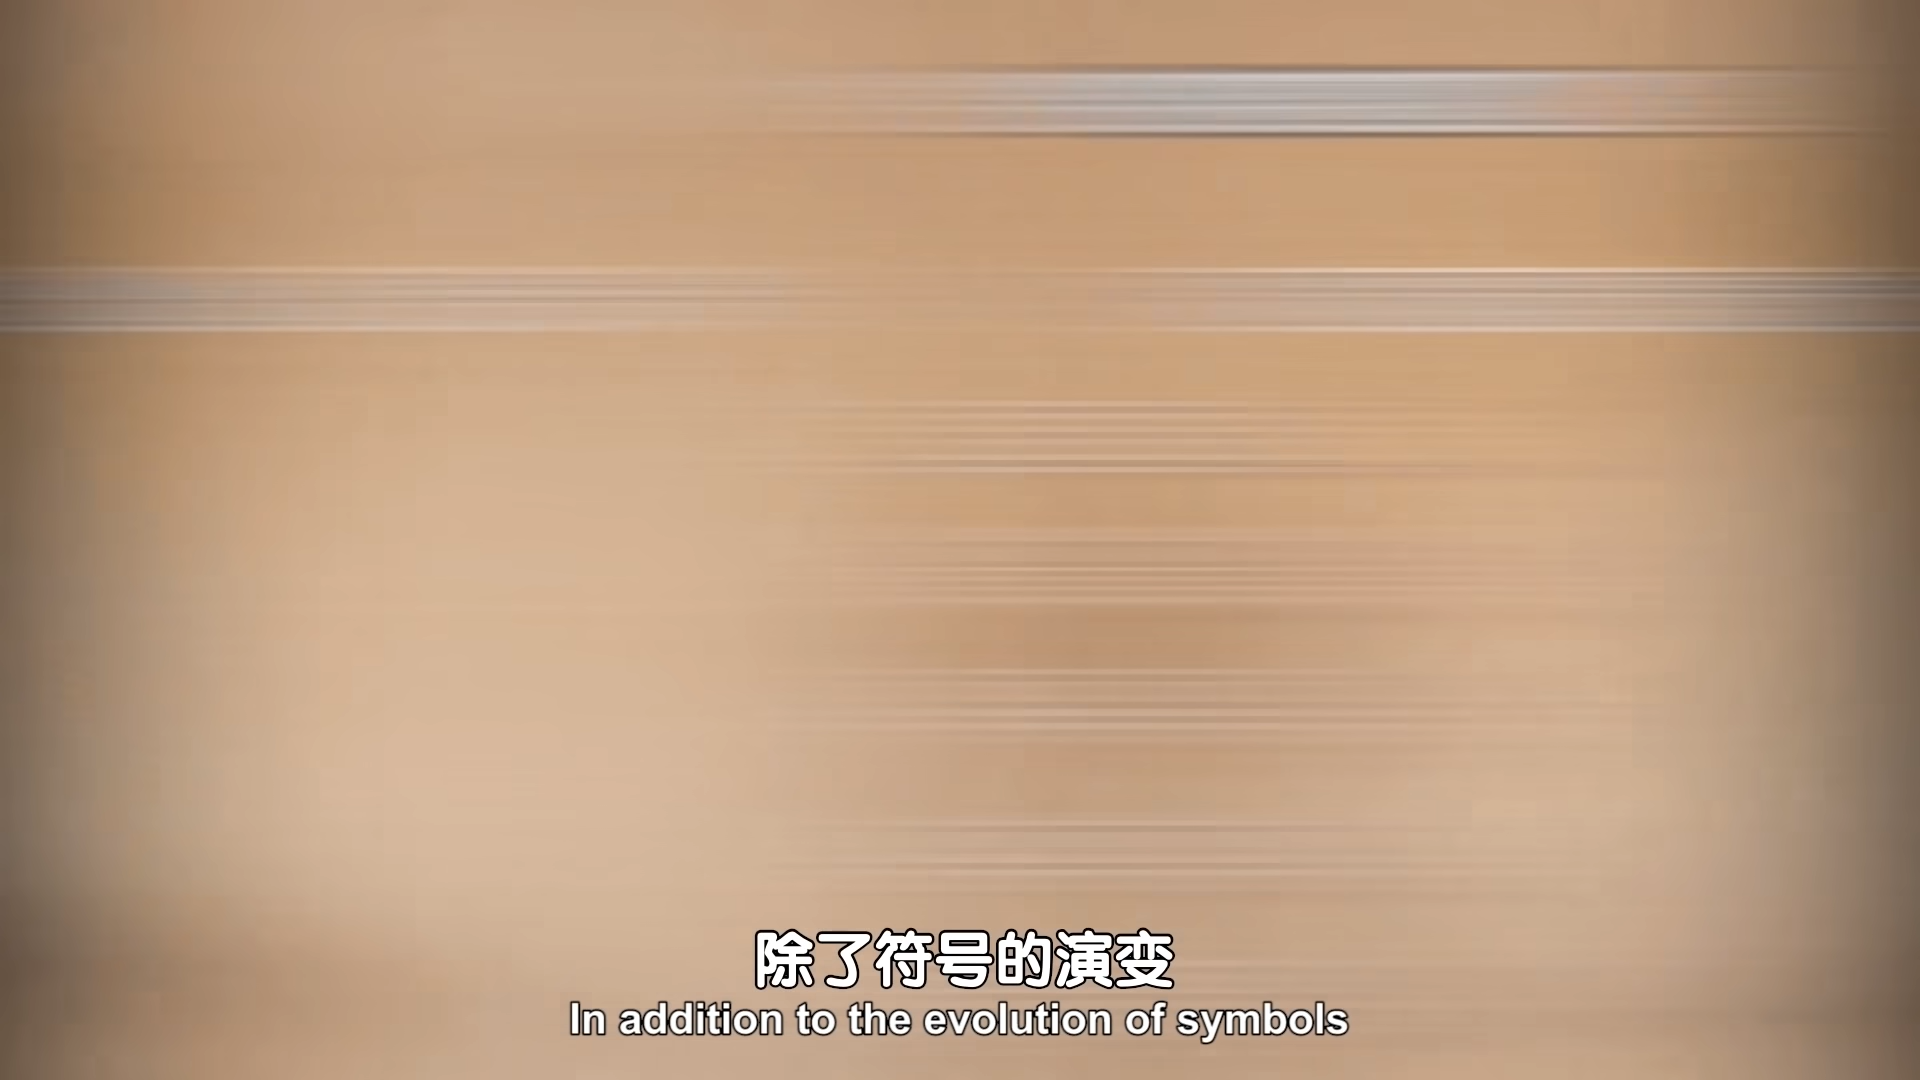 除了符号的演变
In addition to the evolution of symbols